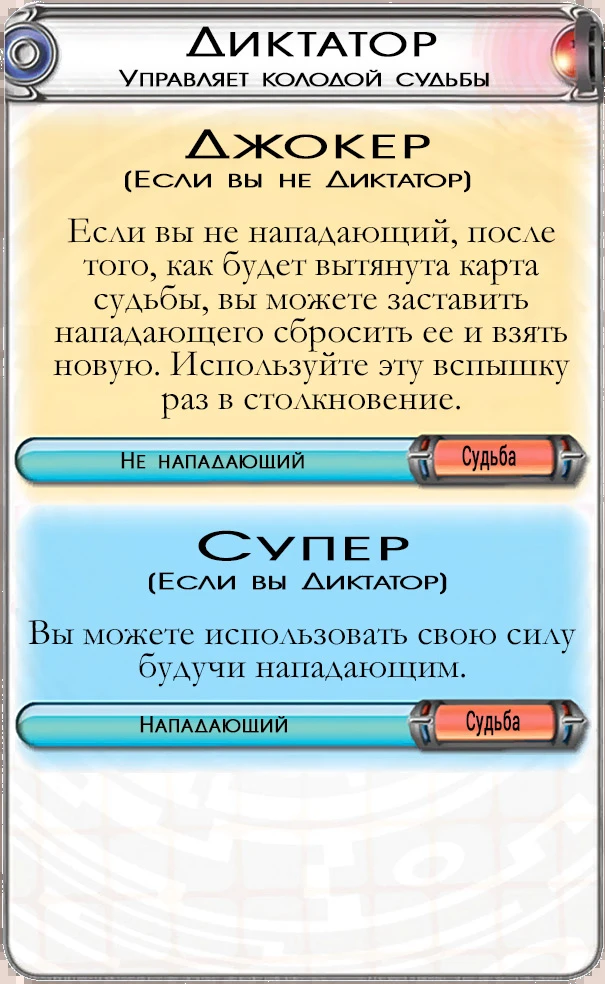 Диктатор
Управляет колодой судьбы
Джокер
(Если вы не Диктатор)
Если вы не нападающий, после
того, как будет вытянута карта
судьбы, вы можете заставить
нападающего сбросить ее и взять
новую. Используйте эту вспышку
раз в столкновение.
Не нападающий
Судьба
Супер
(Если вы Диктатор)
Вы можете использовать свою силу
будучи нападающим.
Нападающий
Судьба